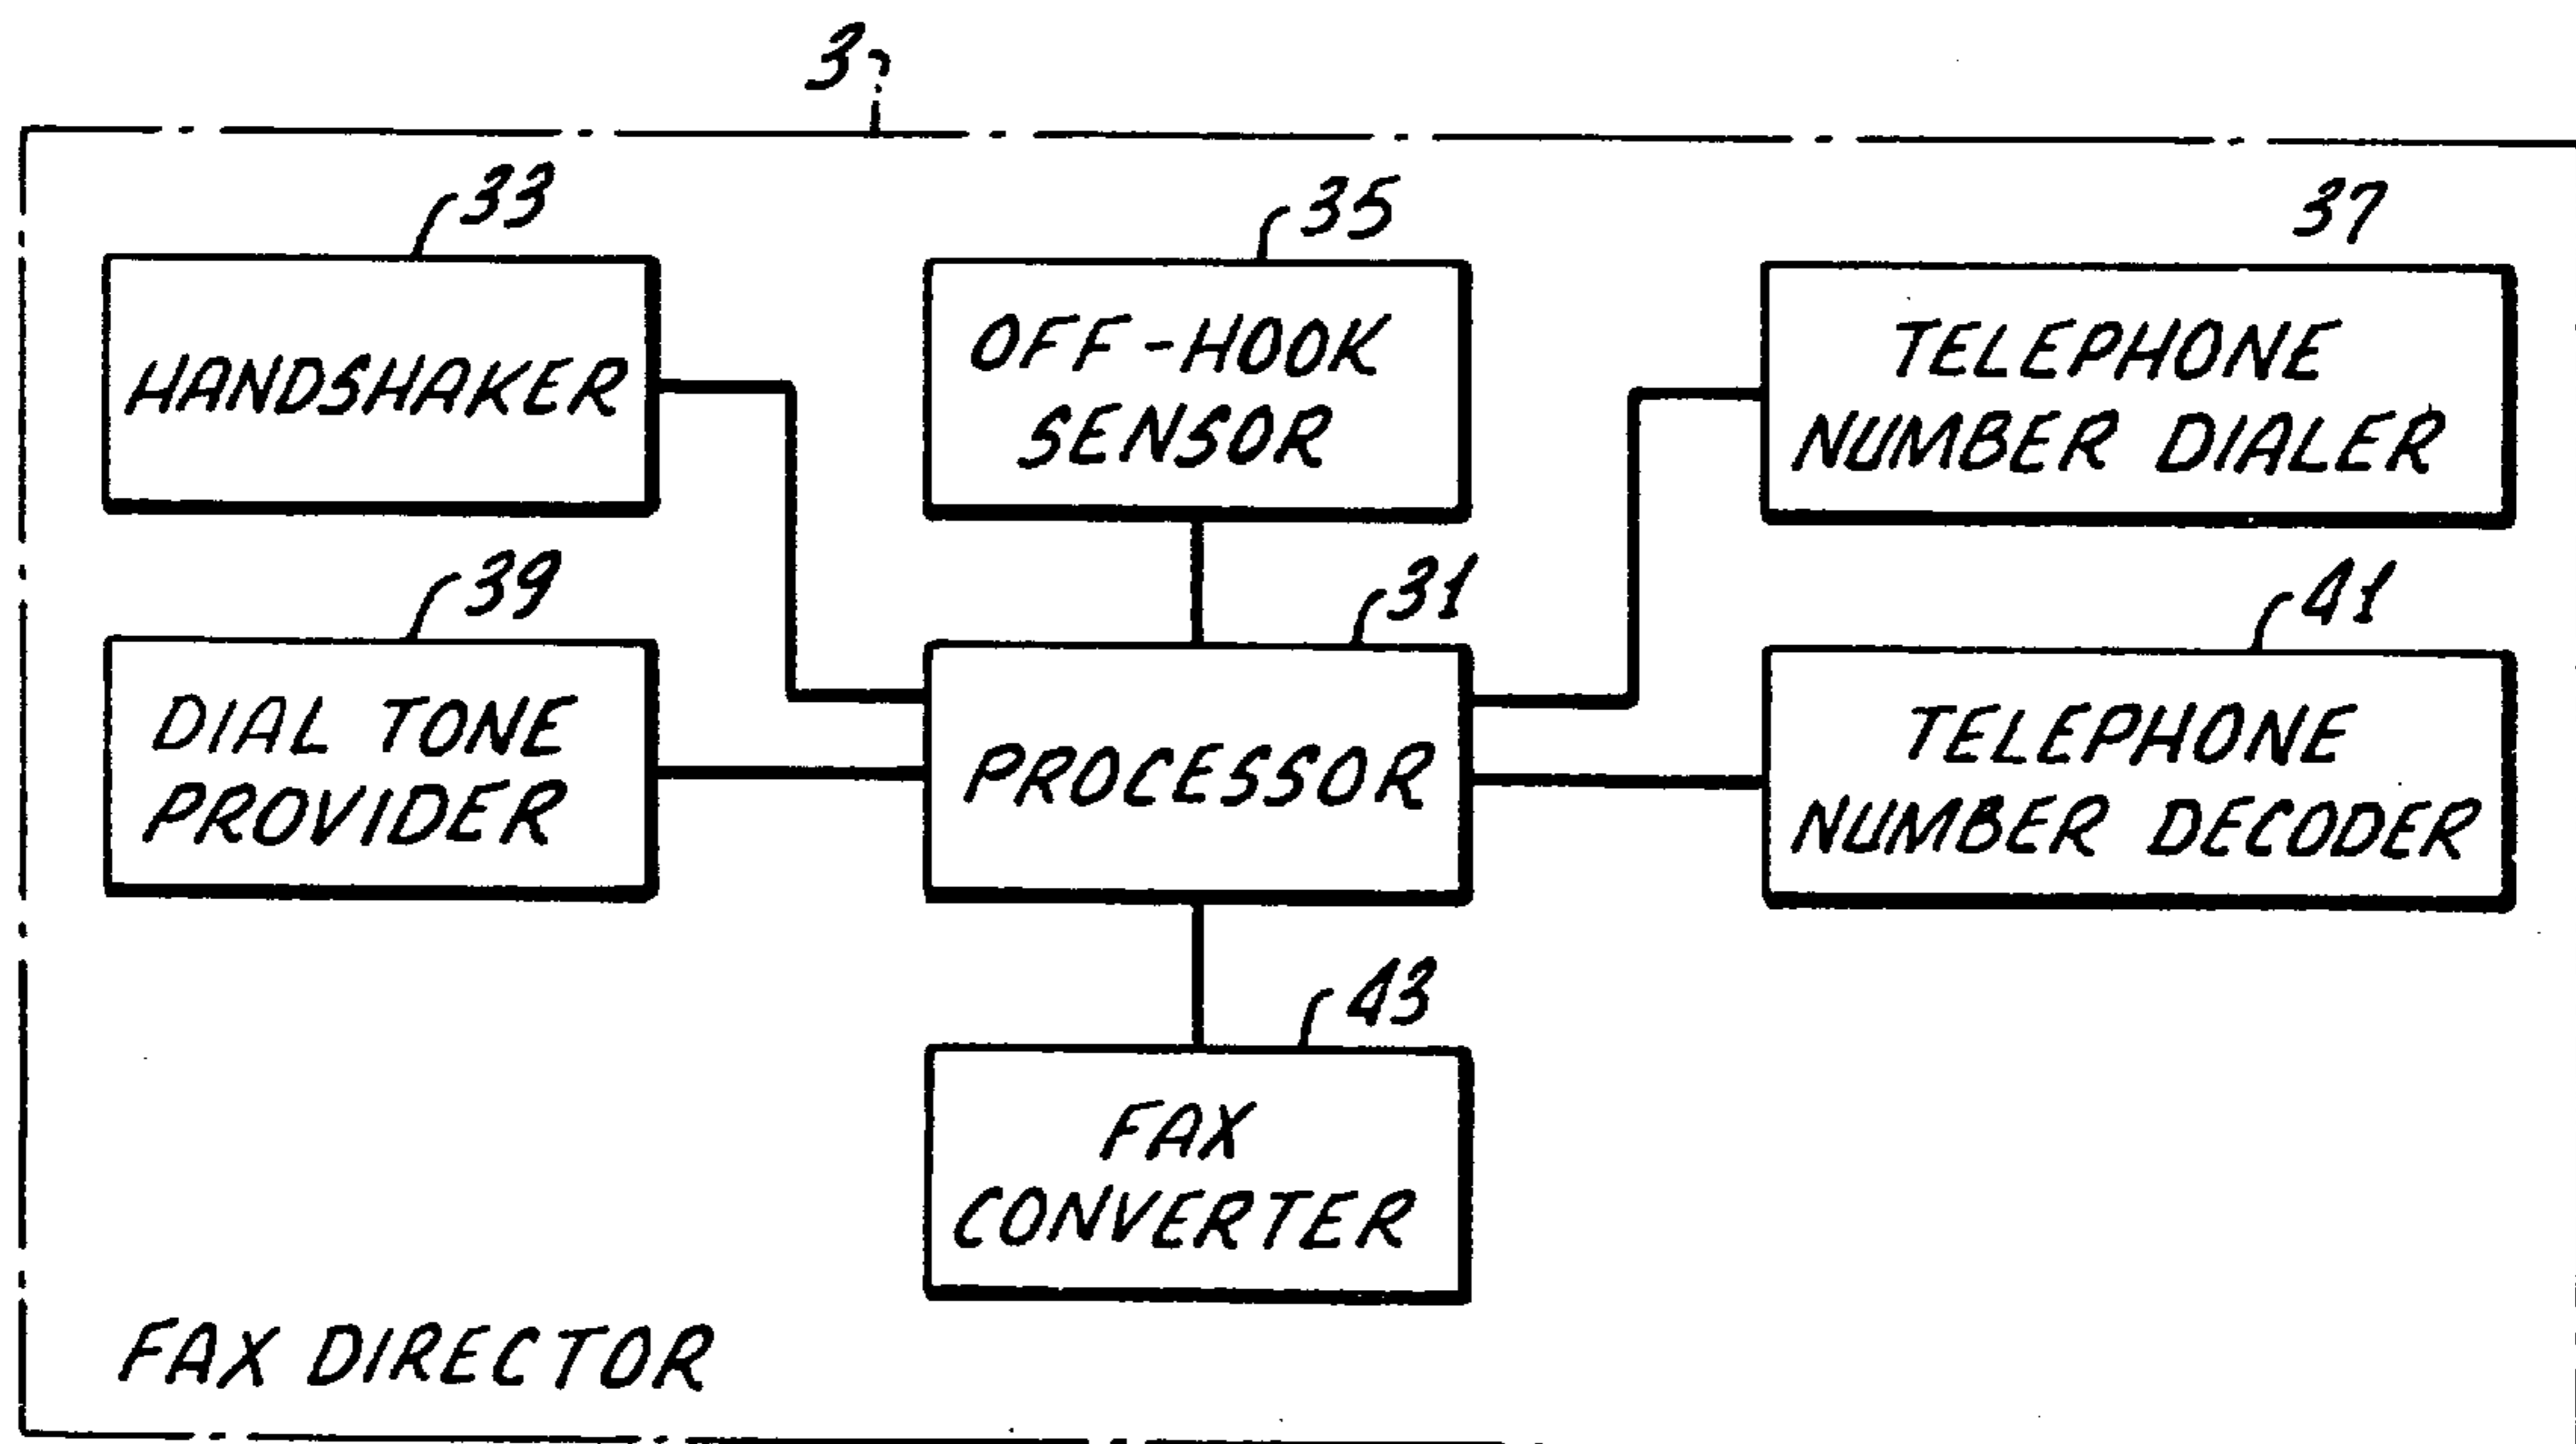 3
33
35
37
HANDSHAKER
OFF-HOOK
SENSOR
TELEPHONE
NUMBER DIALER
39
31
41
DIAL TONE
PROVIDER
PROCESSOR
TELEPHONE
NUMBER DECODER
43
FAX
CONVERTER
FAX DIRECTOR